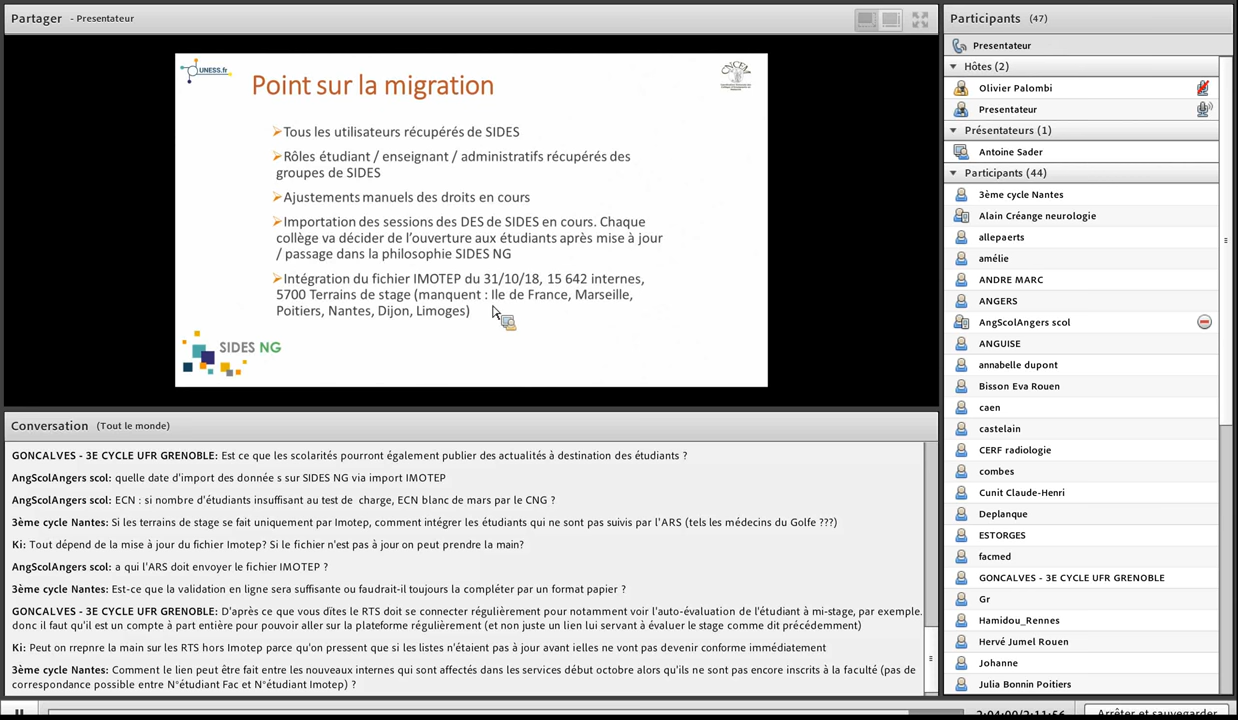 Partager - Presentateur
UNESS.fr
CNCEM
Point sur la migration
➢Tous les utilisateurs récupérés de SIDES
➢Rôles étudiant / enseignant / administratifs récupérés des
groupes de SIDES
➢Ajustements manuels des droits en cours
➢Importation des sessions des DES de SIDES en cours. Chaque
collège va décider de l'ouverture aux étudiants après mise à jour
/ passage dans la philosophie SIDES NG
➢Intégration du fichier IMOTEP du 31/10/18, 15 642 internes,
5700 Terrains de stage (manquent : Ile de France, Marseille,
Poitiers, Nantes, Dijon, Limoges)
SIDES NG
Conversation (Tout le monde)
GONCALVES - 3E CYCLE UFR GRENOBLE: Est ce que les scolarités pourront également publier des actualités à destination des étudiants ?
AngScolAngers scol: quelle date d'import des donnée s sur SIDES NG via import IMOTEP
AngScolAngers scol: ECN : si nombre d'étudiants insuffisant au test de charge, ECN blanc de mars par le CNG ?
3ème cycle Nantes: Si les terrains de stage se fait uniquement par Imotep, comment intégrer les étudiants qui ne sont pas suivis par l'ARS (tels les médecins du Golfe ???)
Ki: Tout dépend de la mise à jour du fichier Imotep? Si le fichier n'est pas à jour on peut prendre la main?
AngScolAngers scol: a qui l'ARS doit envoyer le fichier IMOTEP ?
3ème cycle Nantes: Est-ce que la validation en ligne sera suffisante ou faudrait-il toujours la compléter par un format papier ?
GONCALVES - 3E CYCLE UFR GRENOBLE: D'après ce que vous dîtes le RTS doit se connecter régulièrement pour notamment voir l'auto-évaluation de l'étudiant à mi-stage, par exemple.
donc il faut qu'il est un compte à part entière pour pouvoir aller sur la plateforme régulièrement (et non juste un lien lui servant à évaluer le stage comme dit précédemment)
Ki: Peut on rrepnre la main sur les RTS hors Imotep parce qu'on pressent que si les listes n'étaient pas à jour avant ielles ne vont pas devenir conforme immédiatement
3ème cycle Nantes: Comment le lien peut être fait entre les nouveaux internes qui sont affectés dans les services début octobre alors qu'ils ne sont pas encore inscrits à la faculté (pas de
correspondance possible entre N°étudiant Fac et N°étudiant Imotep) ?
Participants (47)
Presentateur
Hôtes (2)
Olivier Palombi
Presentateur
Présentateurs (1)
Antoine Sader
Participants (44)
3ème cycle Nantes
Alain Créange neurologie
allepaerts
amélie
ANDRE MARC
ANGERS
AngScolAngers scol
ANGUISE
annabelle dupont
Bisson Eva Rouen
caen
castelain
CERF radiologie
combes
Cunit Claude-Henri
Deplanque
ESTORGES
facmed
GONCALVES - 3E CYCLE UFR GRENOBLE
Gr
Hamidou_Rennes
Hervé Jumel Rouen
Johanne
Julia Bonnin Poitiers
2:04:00/2:11:56
Arrêter et sauvegarder